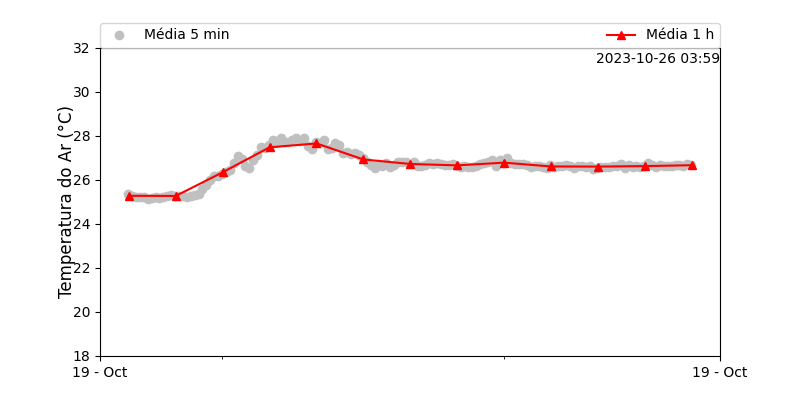 Média 5 min
Média 1 h
2023-10-26 03:59
Temperatura do Ar (°C)
32
30
28
26
24
22
20
18
19 - Oct
19 - Oct